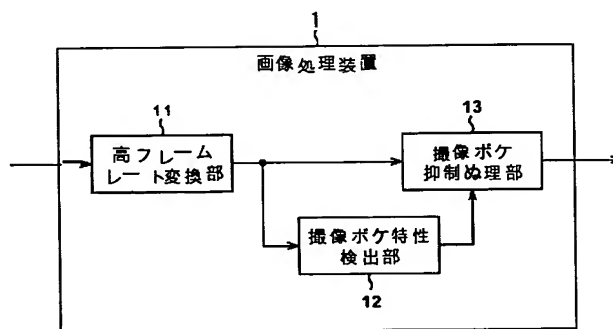 1
画像処理装置
11
高フレーム
レート変換部
13
撮像ボケ
抑制ぬ理部
撮像ボケ特性
検出部
12